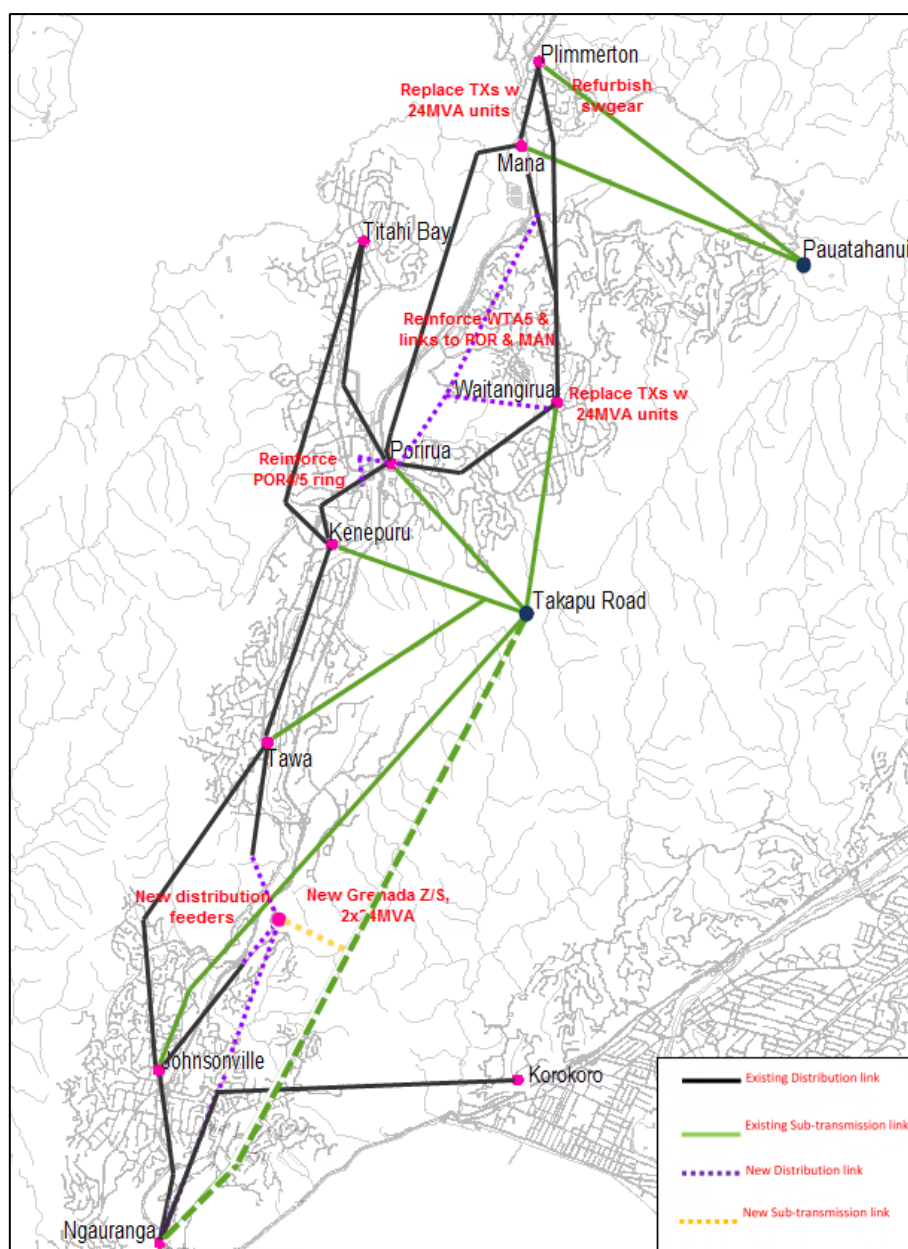 Plimmerton
Replace TXs w
24MVA units
Refurbish
swgear
Mana
Titahi Bay
Pauatahanui
Reinforce WTA5 &
links to POR & MAN
Waitangirua
Replace TXs w
24MVA units
Porirua
Reinforce
POR4/5 ring
Kenepuru
Takapu Road
Tawa
New distribution
feeders
New Grenada Z/S,
2x24MVA
Johnsonville
Korokoro
Ngauranga
Existing Distribution link
Existing Sub-transmission link
New Distribution link
New Sub-transmission link